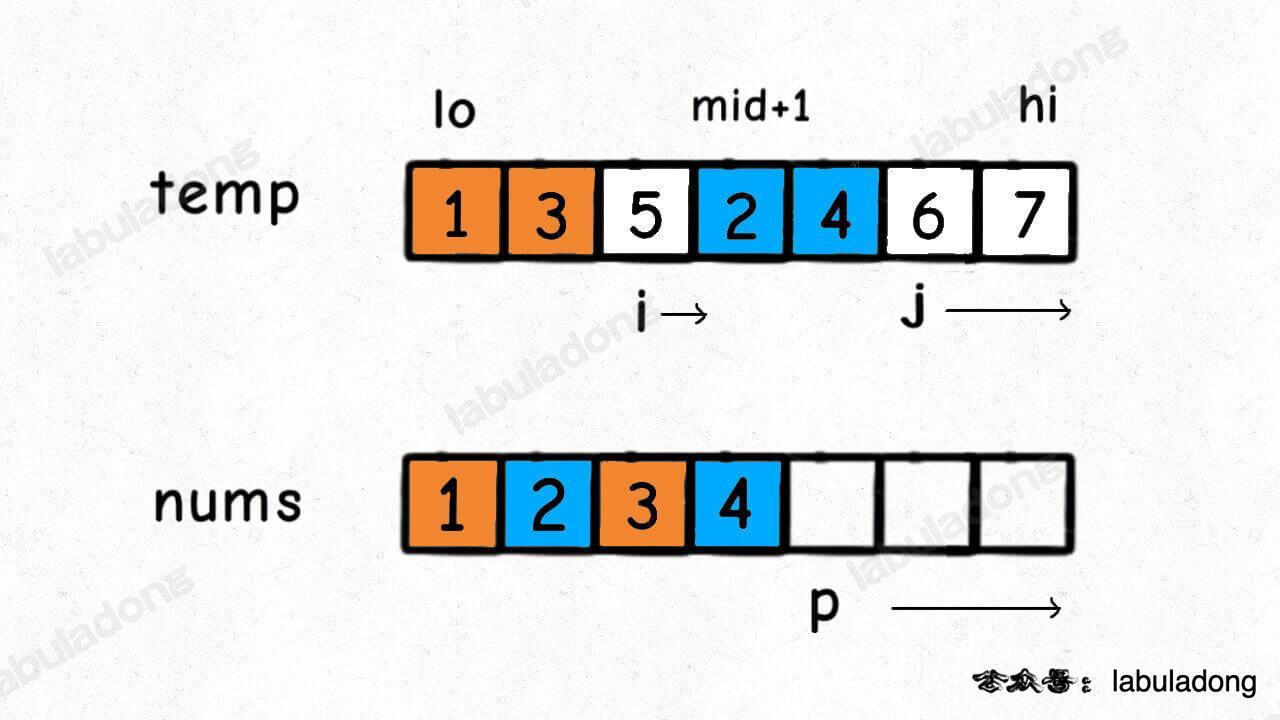 lo mid+1 hi
temp 1 3 5 2 4 6 7
i j
nums 1 2 3 4
p
公众号：labuladong
labuladong
labuladong
labuladong
labuladong
labuladong
labuladong